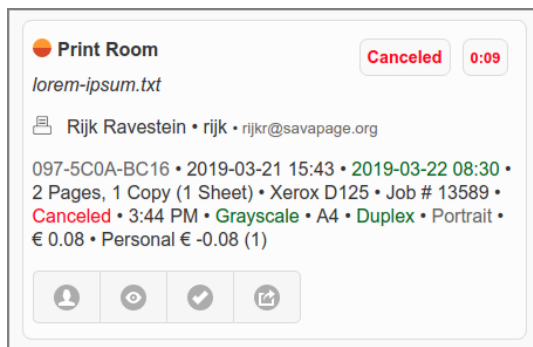 Print Room Canceled 0:09
lorem-ipsum.txt
Rijk Ravestein • rijk • rijkr@savapage.org
097-5C0A-BC16 • 2019-03-21 15:43 • 2019-03-22 08:30 •
2 Pages, 1 Copy (1 Sheet) • Xerox D125 • Job # 13589 •
Canceled • 3:44 PM • Grayscale • A4 • Duplex • Portrait •
€ 0.08 • Personal € -0.08 (1)